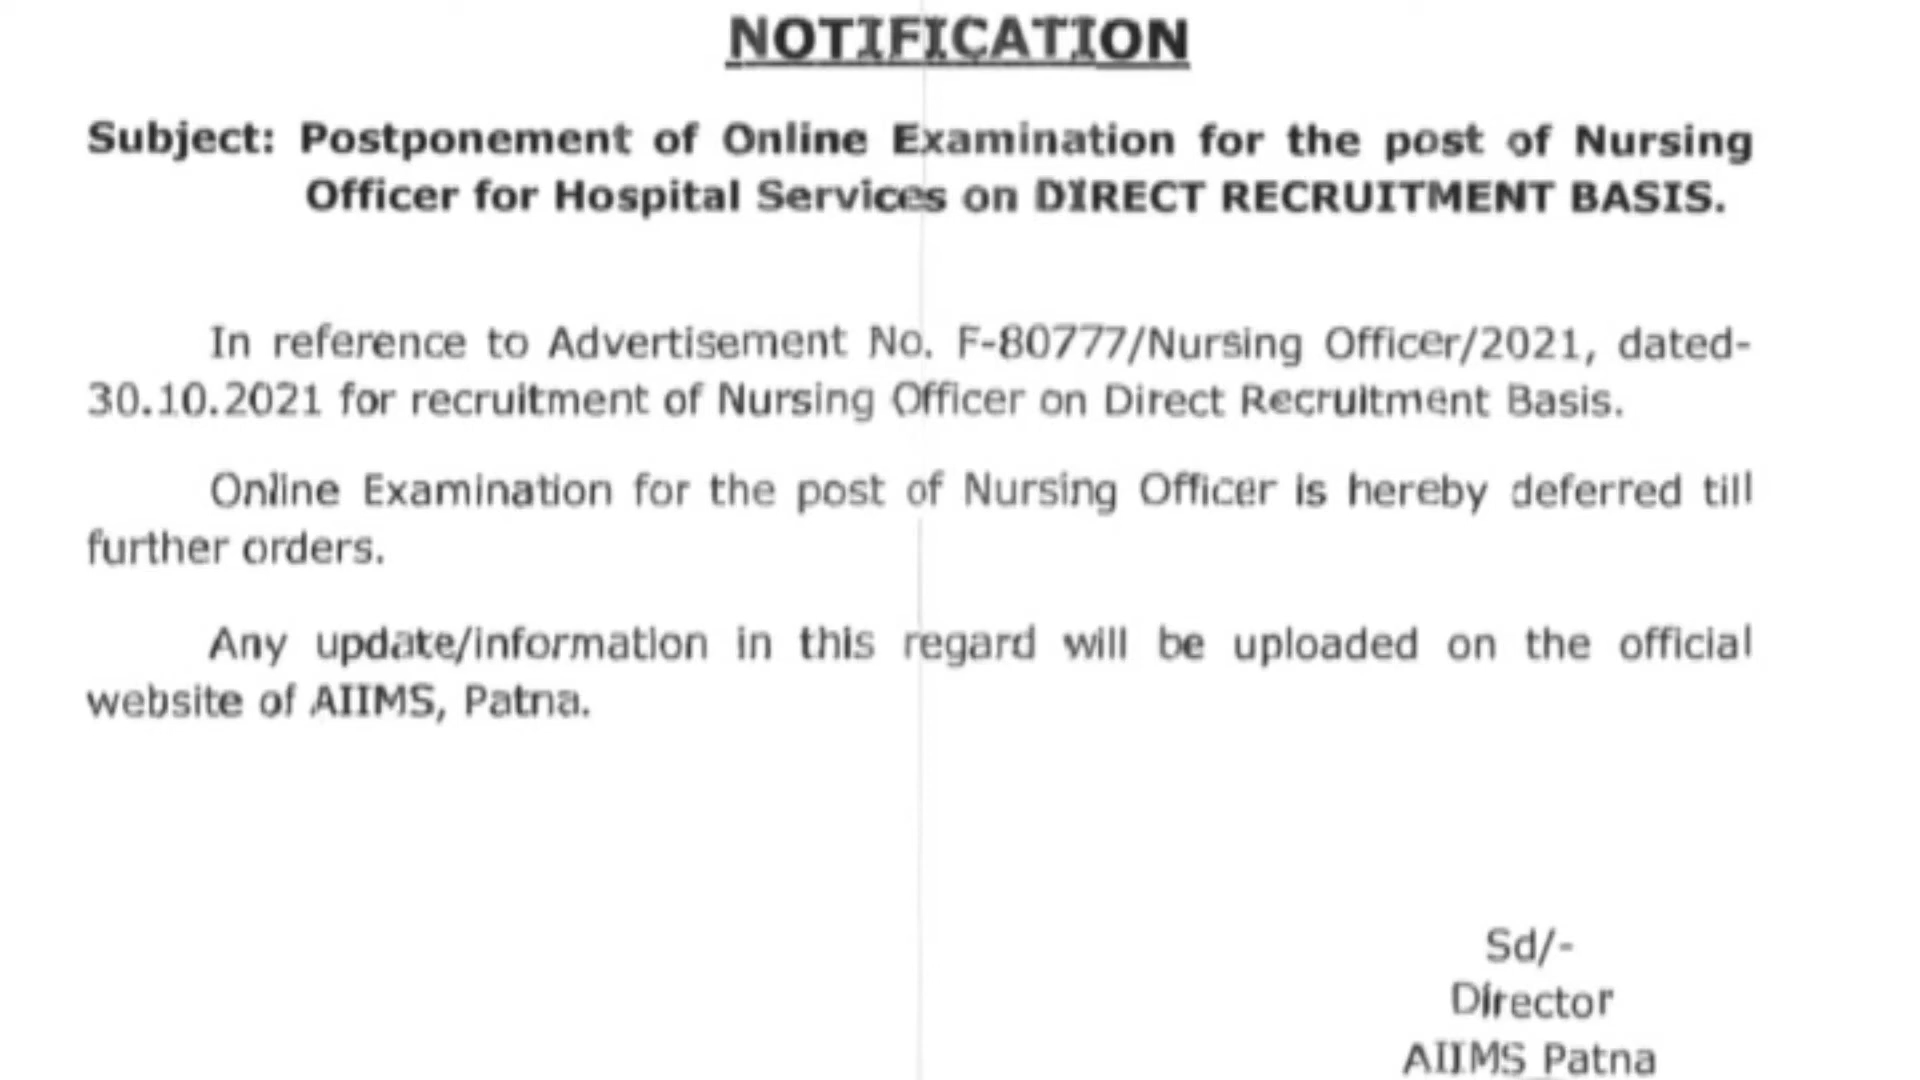 NOTIFICATION
Subject: Postponement of Online Examination for the post of Nursing
Officer for Hospital Services on DIRECT RECRUITMENT BASIS.
In reference to Advertisement No. F-80777/Nursing Officer/2021, dated-
30.10.2021 for recruitment of Nursing Officer on Direct Recruitment Basis.
Online Examination for the post of Nursing Officer is hereby deferred till
further orders.
Any update/information in this regard will be uploaded on the official
website of AIIMS, Patna.
Sd/-
Director
AIIMS Patna